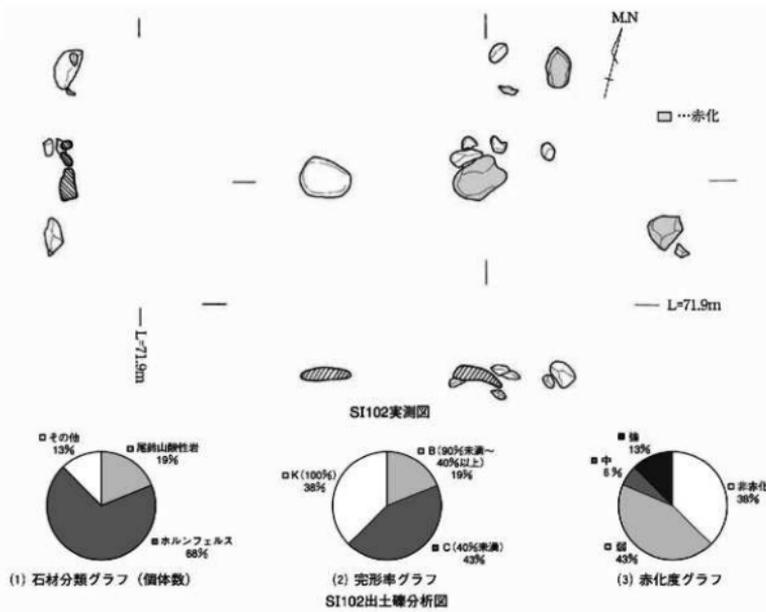 M.N
…赤化
L=71.9m
L=71.9m
SI102実測図
その他
13%
尾鈴山酸性岩
19%
ホルンフェルス
68%
(1) 石材分類グラフ（個体数）
K(100%)
38%
B(90%未満〜
40%以上)
19%
C(40%未満)
43%
(2) 完形率グラフ
強
13%
中
6%
非赤化
38%
弱
43%
(3) 赤化度グラフ
SI102出土礫分析図